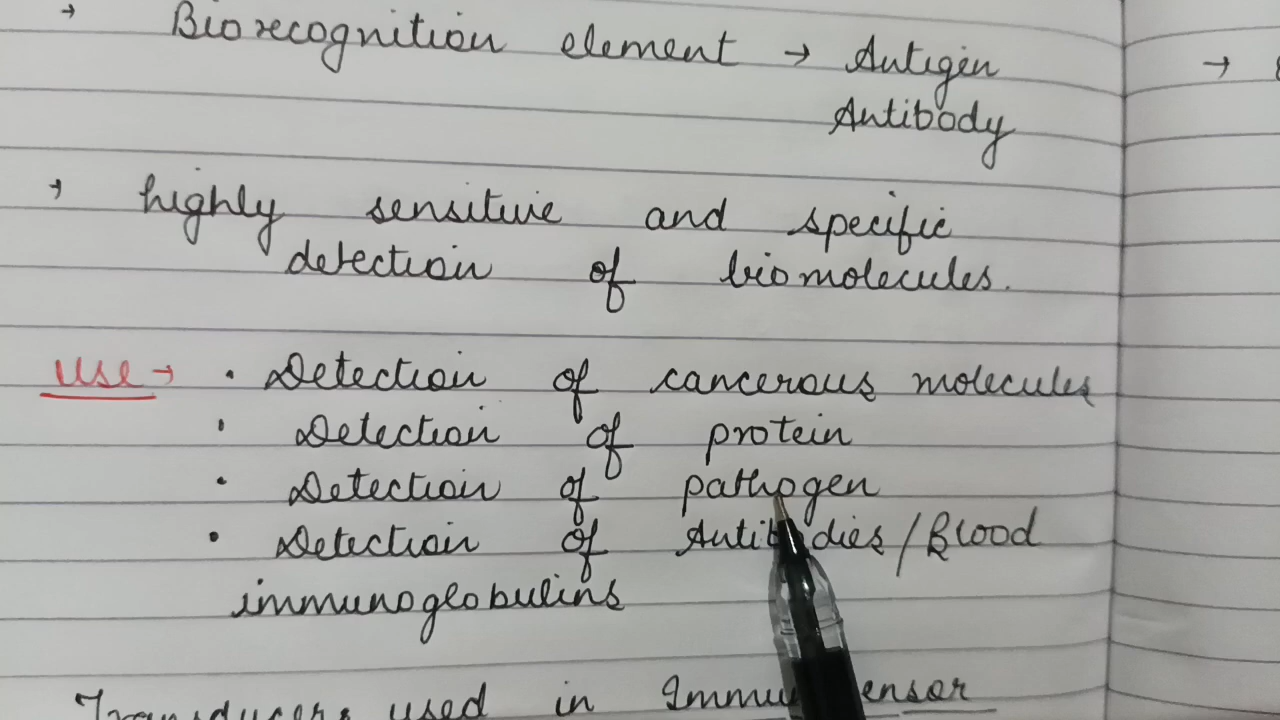 → Biorecognition element → Antigen
Antibody
→
→ highly sensitive and specific
detection of biomolecules.
Use → • Detection of cancerous molecules
• Detection of protein
• Detection of pathogen
• Detection of Antibodies/Blood
immunoglobulins
Transducers used in